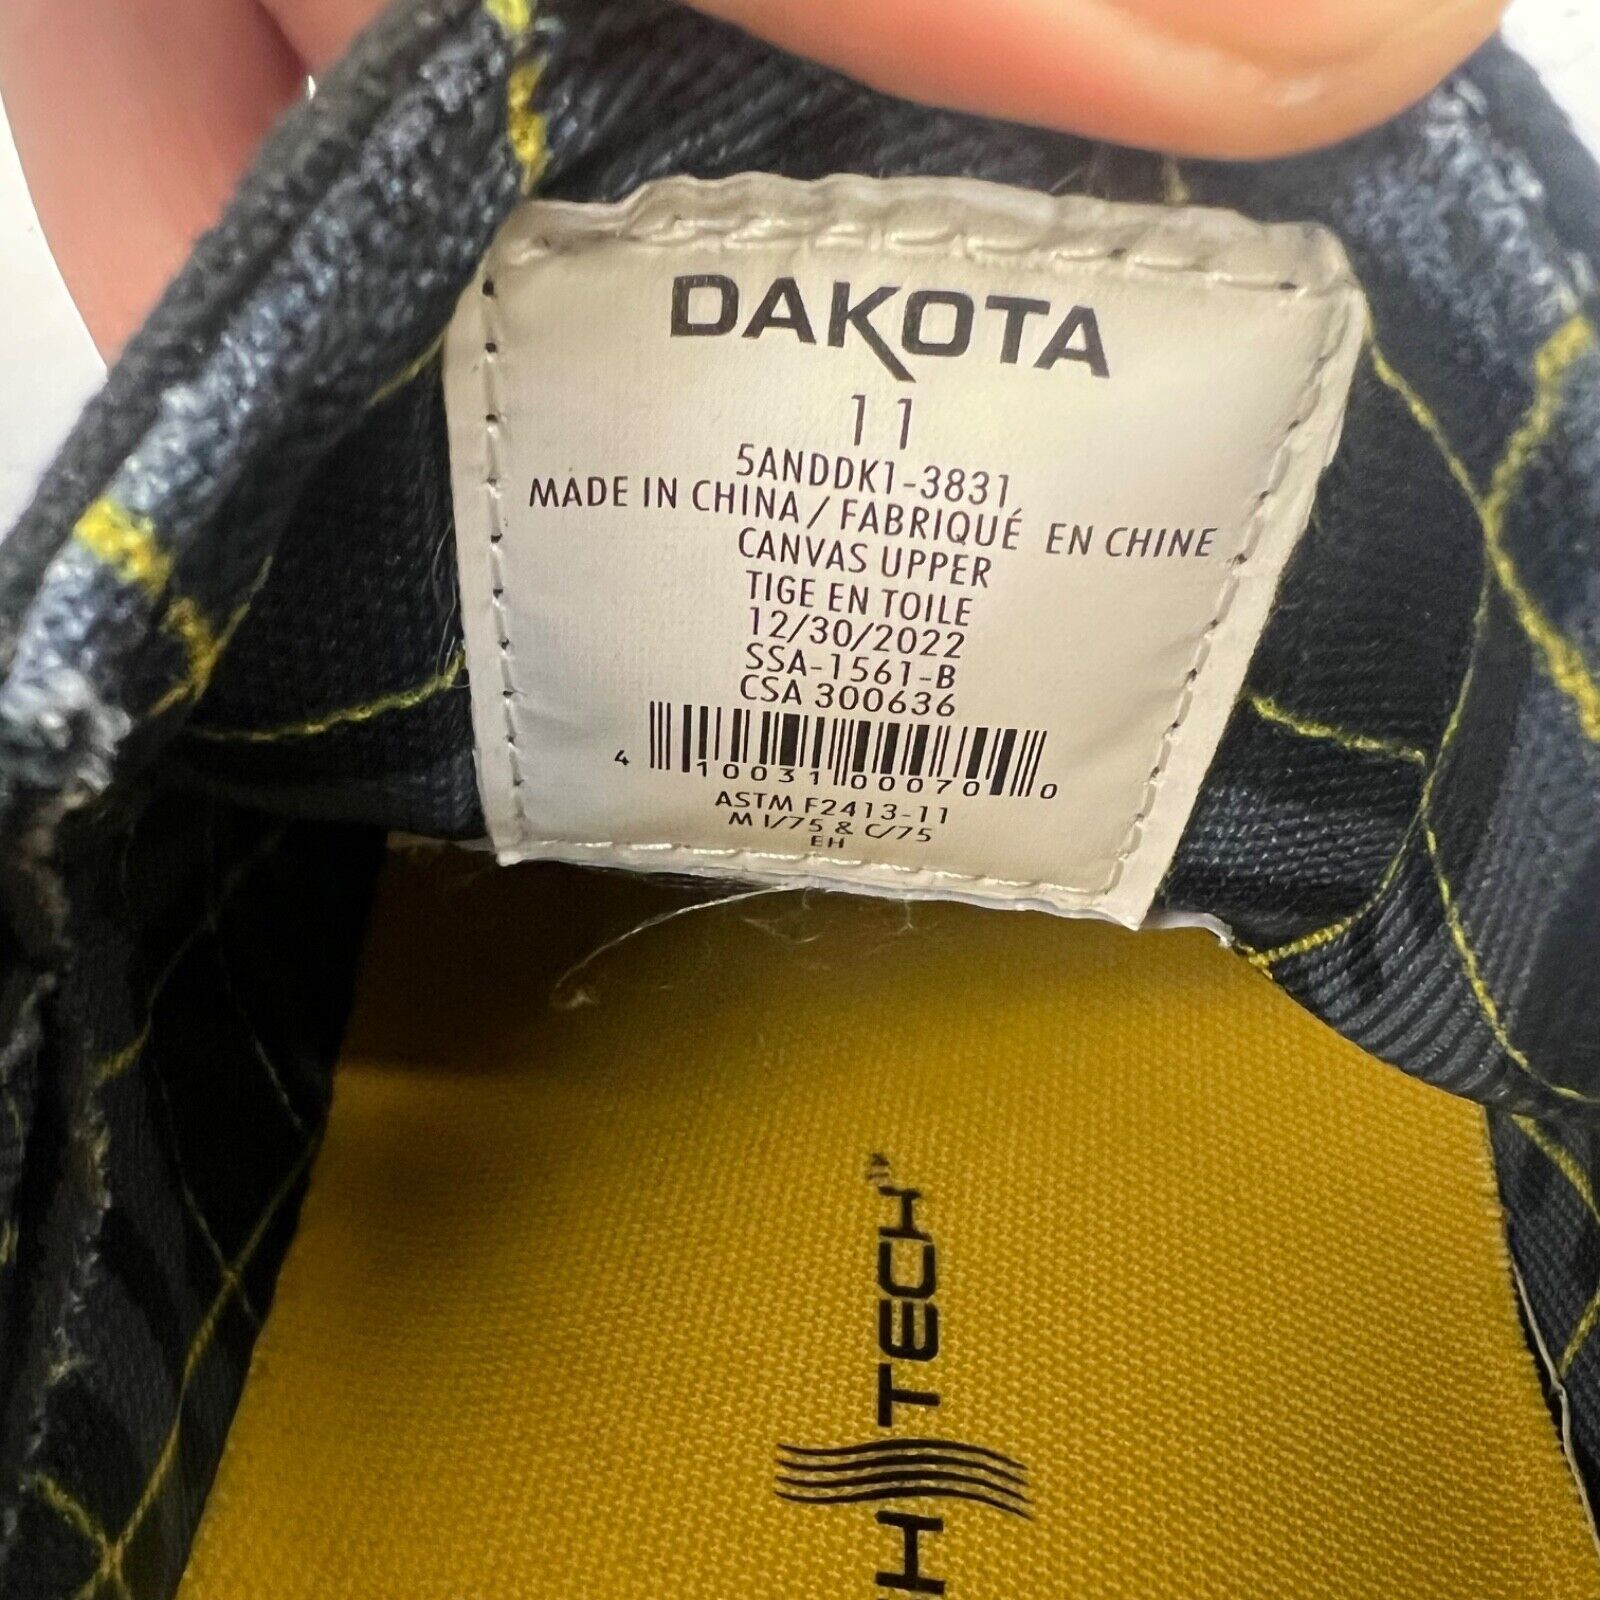 DAKOTA
11
5ANDDK1-3831
MADE IN CHINA / FABRIQUÉ EN CHINE
CANVAS UPPER
TIGE EN TOILE
12/30/2022
SSA-1561-B
CSA 300636
4 10031 00070 0
ASTM F2413-11
M I/75 & C/75
EH
TECH